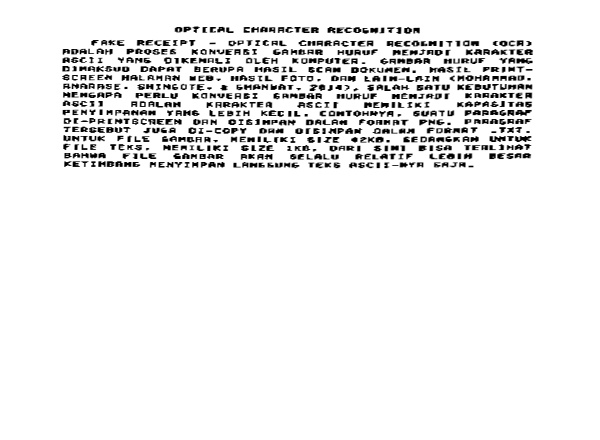 OPTICAL CHARACTER RECOGNITION
FAKE RECEIPT - OPTICAL CHARACTER RECOGNITION (OCR)
ADALAH PROSES KONVERSI GAMBAR HURUF MENJADI KARAKTER
ASCII YANG DIKENALI OLEH KOMPUTER. GAMBAR HURUF YANG
DIMAKSUD DAPAT BERUPA HASIL SCAN DOKUMEN, HASIL PRINT-
SCREEN HALAMAN WEB, HASIL FOTO, DAN LAIN-LAIN (MOHAMMAD,
ANARASE, SHINGOTE, & GHANWAT, 2014). SALAH SATU KEBUTUHAN
MENGAPA PERLU KONVERSI GAMBAR HURUF MENJADI KARAKTER
ASCII ADALAH KARAKTER ASCII MEMILIKI KAPASITAS
PENYIMPANAN YANG LEBIH KECIL. CONTOHNYA, SUATU PARAGRAF
DI-PRINTSCREEN DAN DISIMPAN DALAM FORMAT PNG. PARAGRAF
TERSEBUT JUGA DI-COPY DAN DISIMPAN DALAM FORMAT .TXT.
UNTUK FILE GAMBAR, MEMILIKI SIZE 42KB. SEDANGKAN UNTUK
FILE TEKS, MEMILIKI SIZE 1KB. DARI SINI BISA TERLIHAT
BAHWA FILE GAMBAR AKAN SELALU RELATIF LEBIH BESAR
KETIMBANG MENYIMPAN LANGSUNG TEKS ASCII-NYA SAJA.